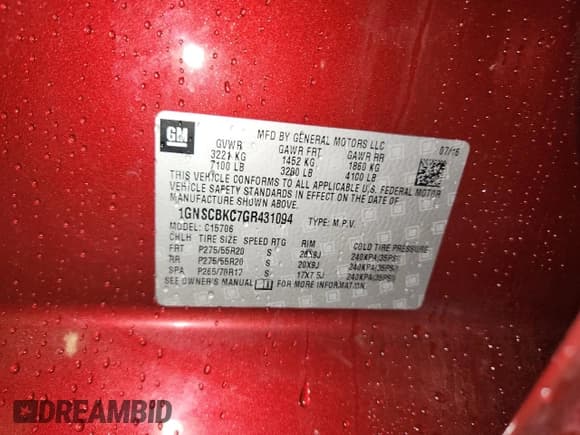 GM
MFD BY GENERAL MOTORS LLC 07/16
GVWR GAWR FRT GAWR RR
3221 KG 1452 KG 1860 KG
7100 LB 3200 LB 4100 LB
THIS VEHICLE CONFORMS TO ALL APPLICABLE U.S. FEDERAL MOTOR
VEHICLE SAFETY STANDARDS IN EFFECT ON THE DATE OF
MANUFACTURE SHOWN ABOVE.
1GNSCBKC7GR431094 TYPE: M.P.V.
MODEL: C15706
CHLH TIRE SIZE SPEED RTG RIM COLD TIRE PRESSURE
FRT P275/55R20 S 20X9J 240KPA(35PSI)
RR P275/55R20 S 20X9J 240KPA(35PSI)
SPA P265/70R17 S 17X7.5J 240KPA(35PSI)
SEE OWNER'S MANUAL FOR MORE INFORMATION.
DREAMBID